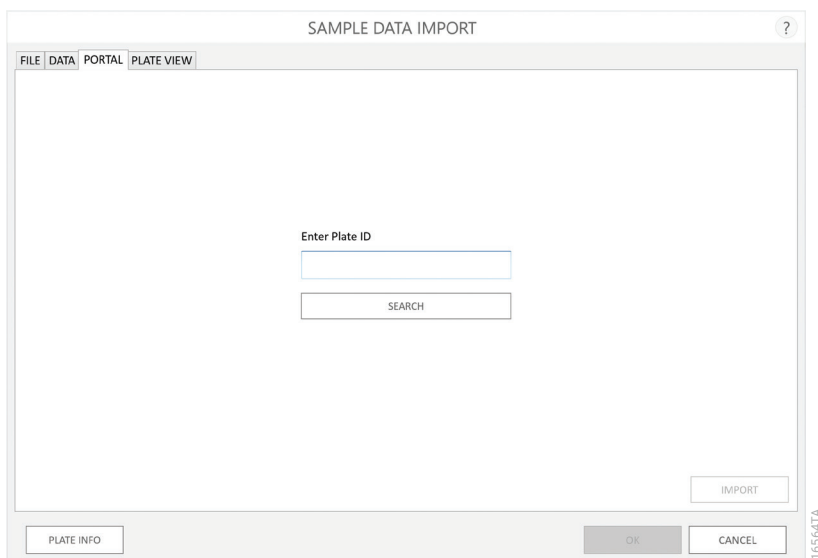 SAMPLE DATA IMPORT ?
FILE DATA PORTAL PLATE VIEW
Enter Plate ID
SEARCH
IMPORT
PLATE INFO OK CANCEL
16564TA